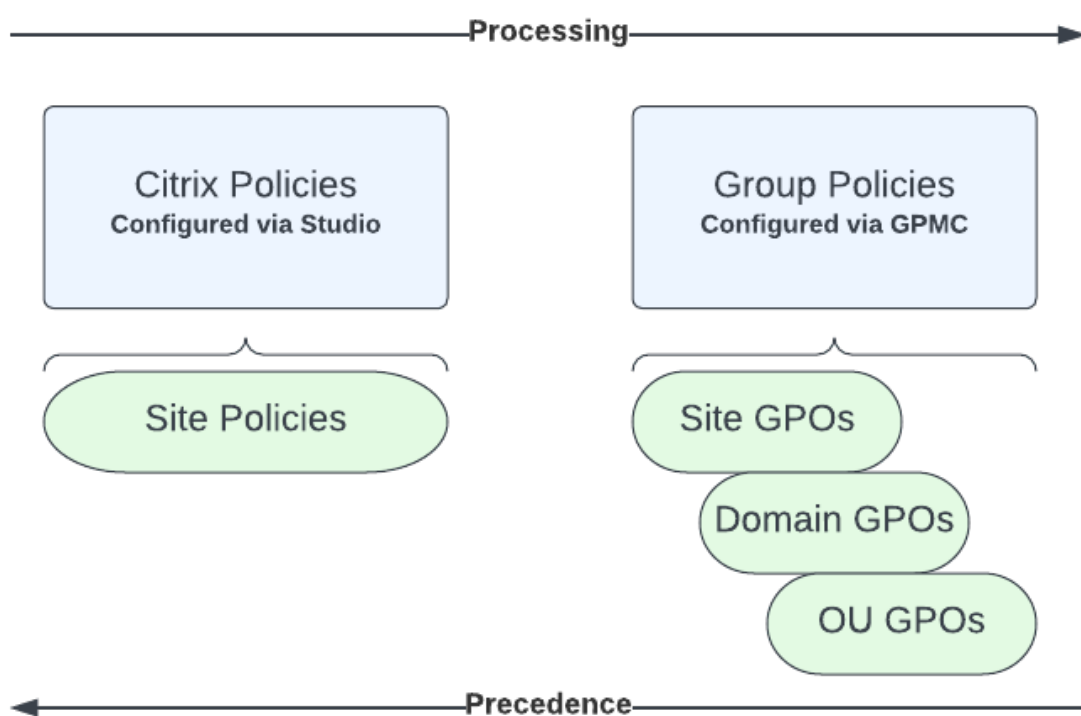 Processing
Citrix Policies
Configured via Studio
Group Policies
Configured via GPMC
Site Policies
Site GPOs
Domain GPOs
OU GPOs
Precedence